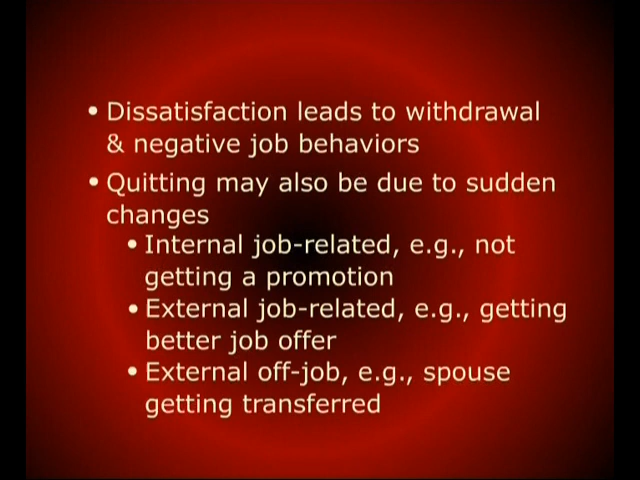 • Dissatisfaction leads to withdrawal
& negative job behaviors
• Quitting may also be due to sudden
changes
• Internal job-related, e.g., not
getting a promotion
• External job-related, e.g., getting
better job offer
• External off-job, e.g., spouse
getting transferred